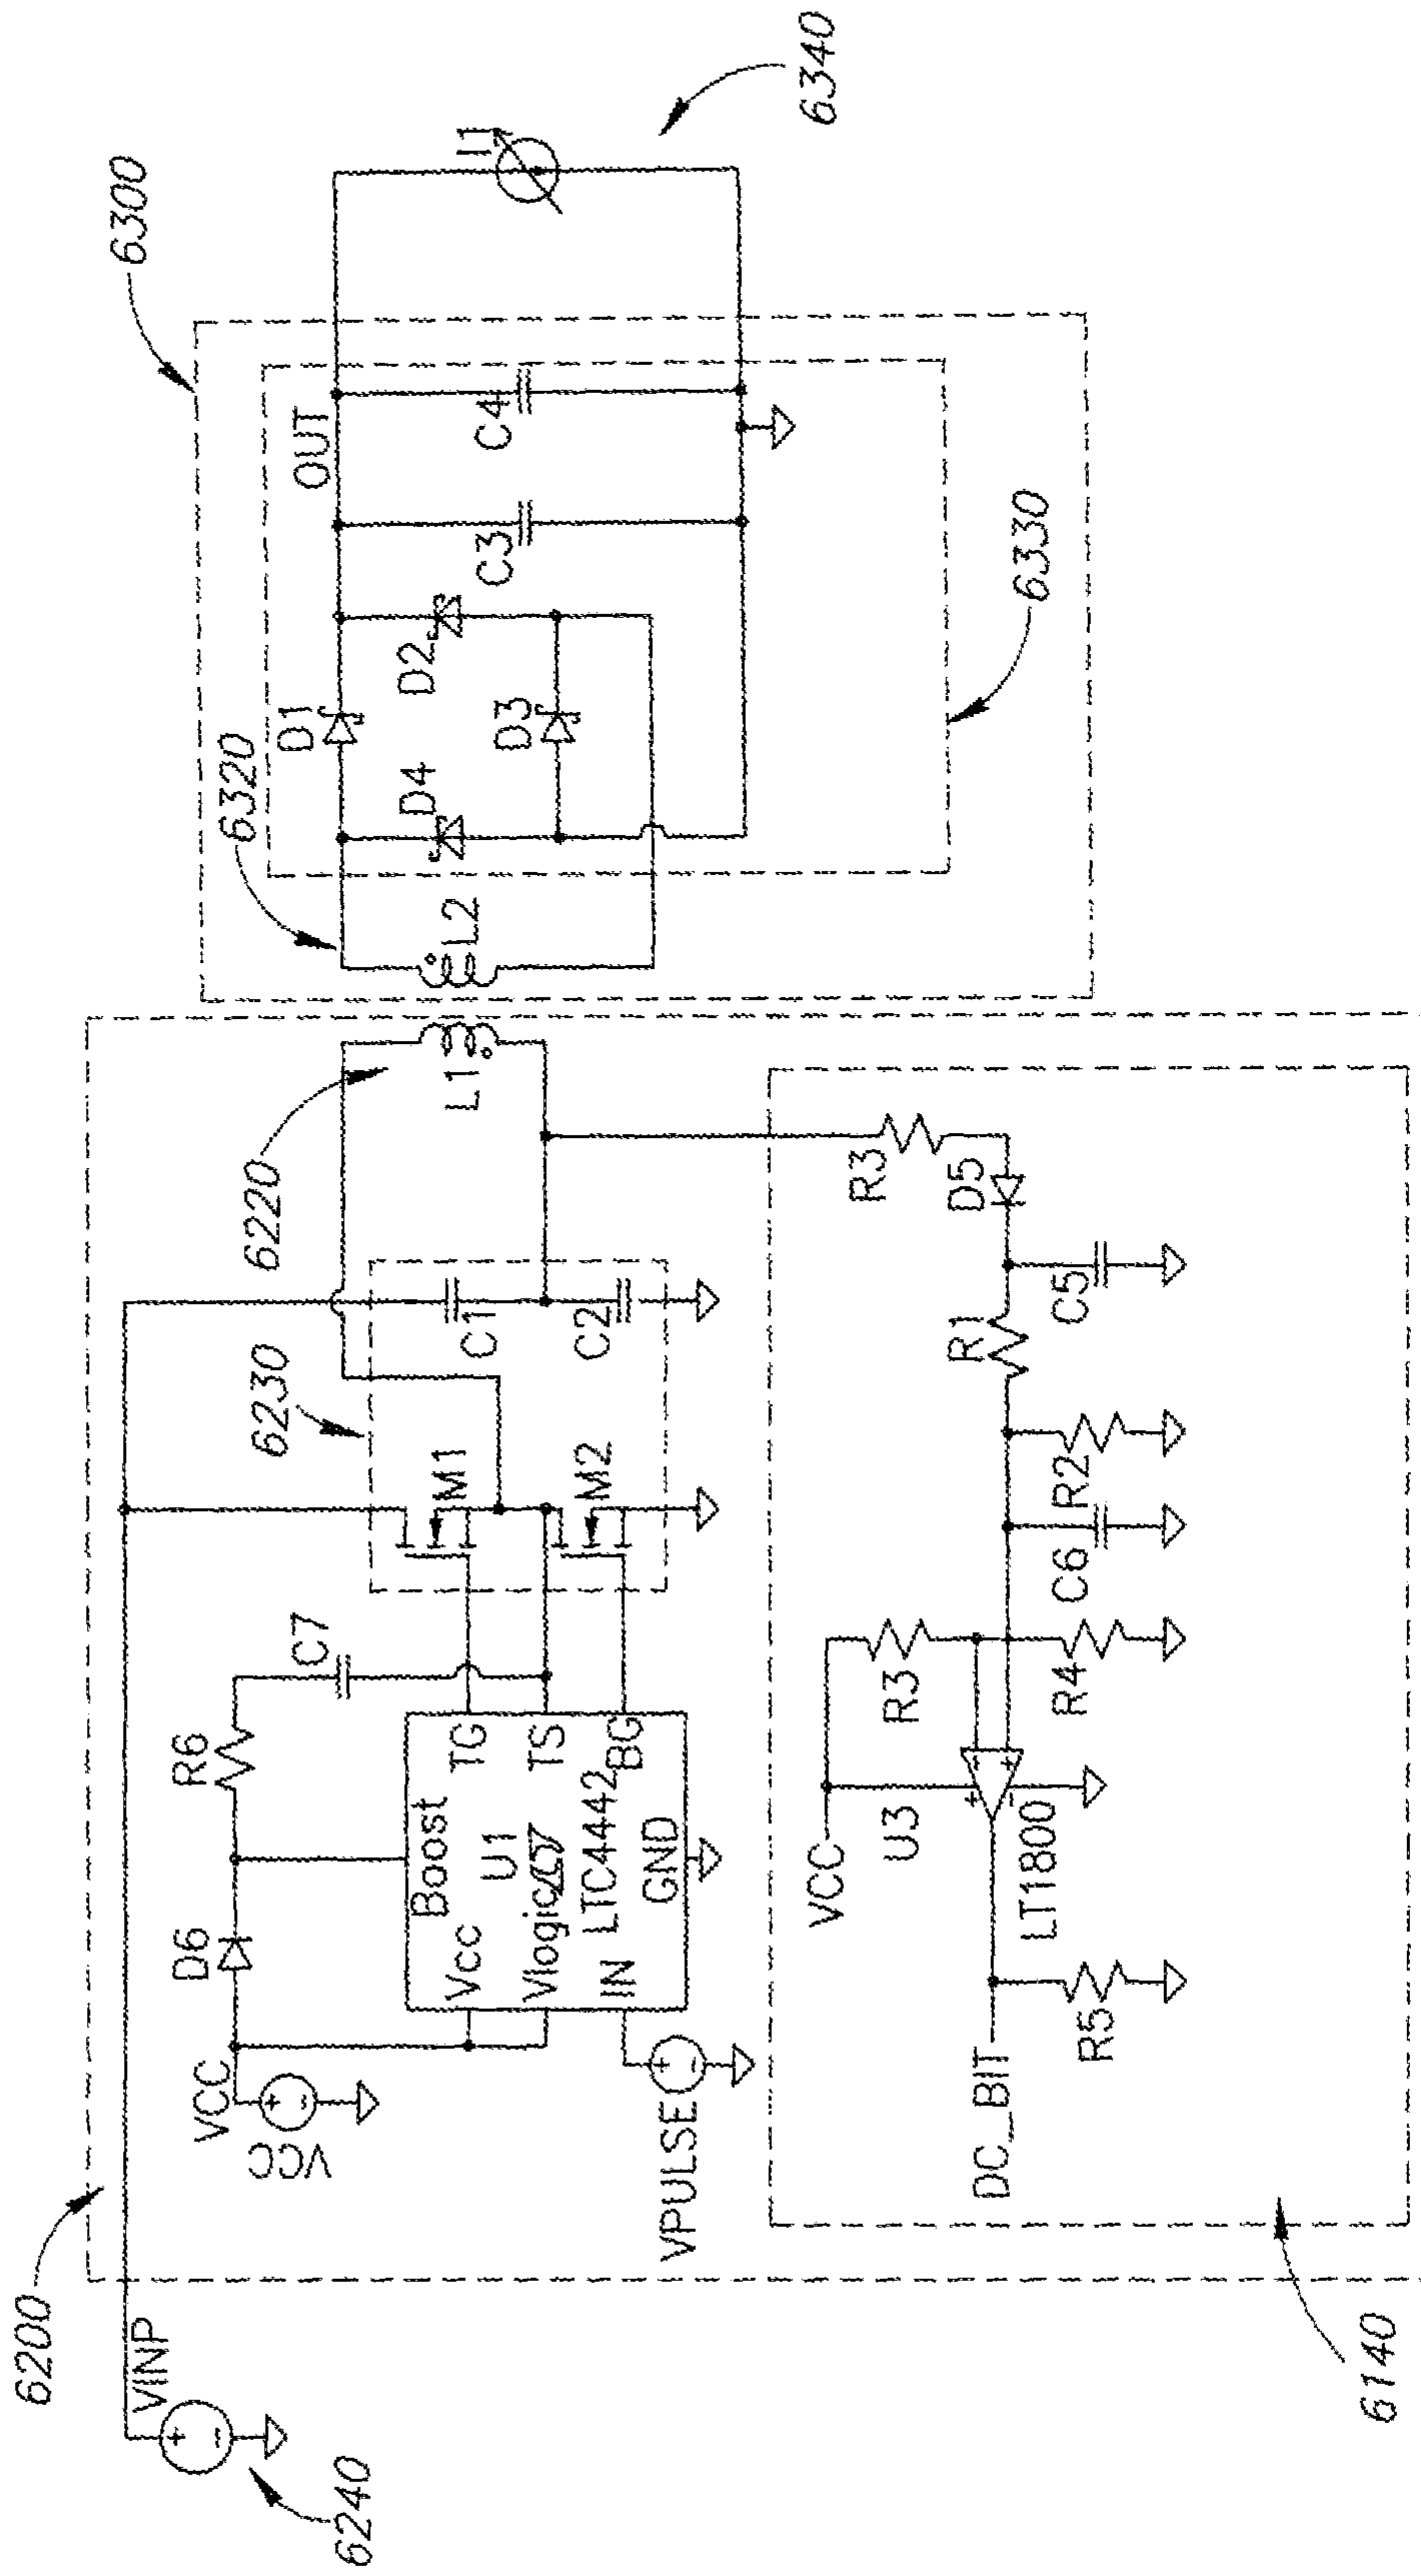 6200
6240
VINP
VCC
VCC
D6
R6
C7
Boost
Vcc
U1
Vlogic
LTC4442
IN
GND
TG
TS
BG
VPULSE
M1
M2
6230
C1
C2
6220
L1
L2
6320
6300
D1
D4
D2
D3
OUT
C3
C4
I1
6340
6330
R3
D5
C5
R1
R2
C6
R3
R4
VCC
U3
LT1800
DC_BIT
R5
6140